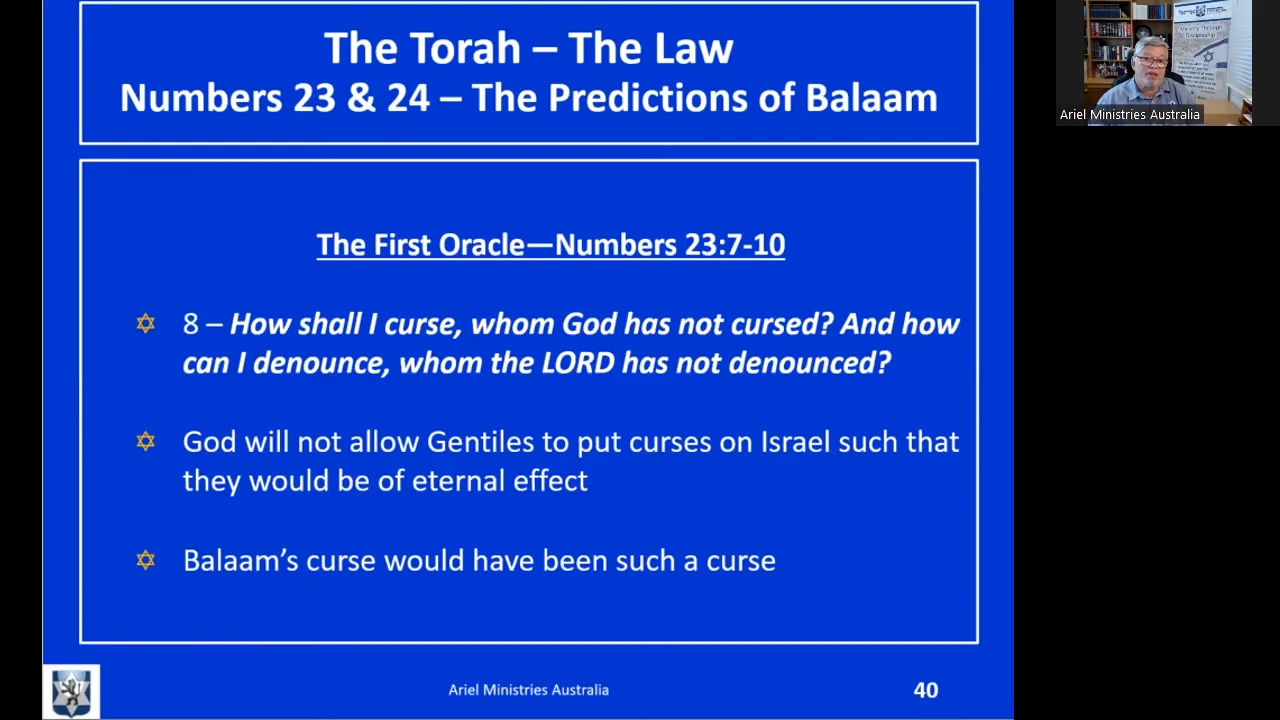 The Torah – The Law
Numbers 23 & 24 – The Predictions of Balaam
The First Oracle—Numbers 23:7-10
8 – How shall I curse, whom God has not cursed? And how
can I denounce, whom the LORD has not denounced?
God will not allow Gentiles to put curses on Israel such that
they would be of eternal effect
Balaam's curse would have been such a curse
Ariel Ministries Australia
40
Ministry Through
Discipleship
Ariel Ministries Australia